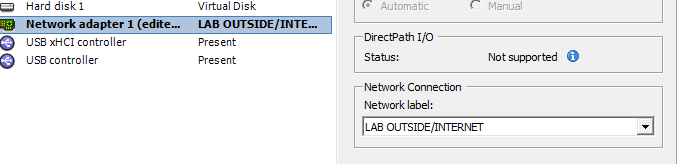 Hard disk 1 Virtual Disk
Network adapter 1 (edite... LAB OUTSIDE/INTE...
USB xHCI controller Present
USB controller Present
Automatic Manual
DirectPath I/O
Status: Not supported
Network Connection
Network label:
LAB OUTSIDE/INTERNET